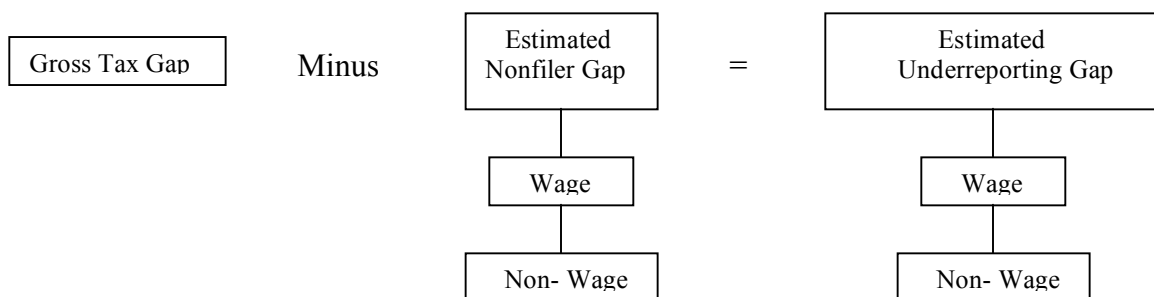 Gross Tax Gap
Minus
Estimated
Nonfiler Gap
=
Estimated
Underreporting Gap
Wage
Wage
Non- Wage
Non- Wage